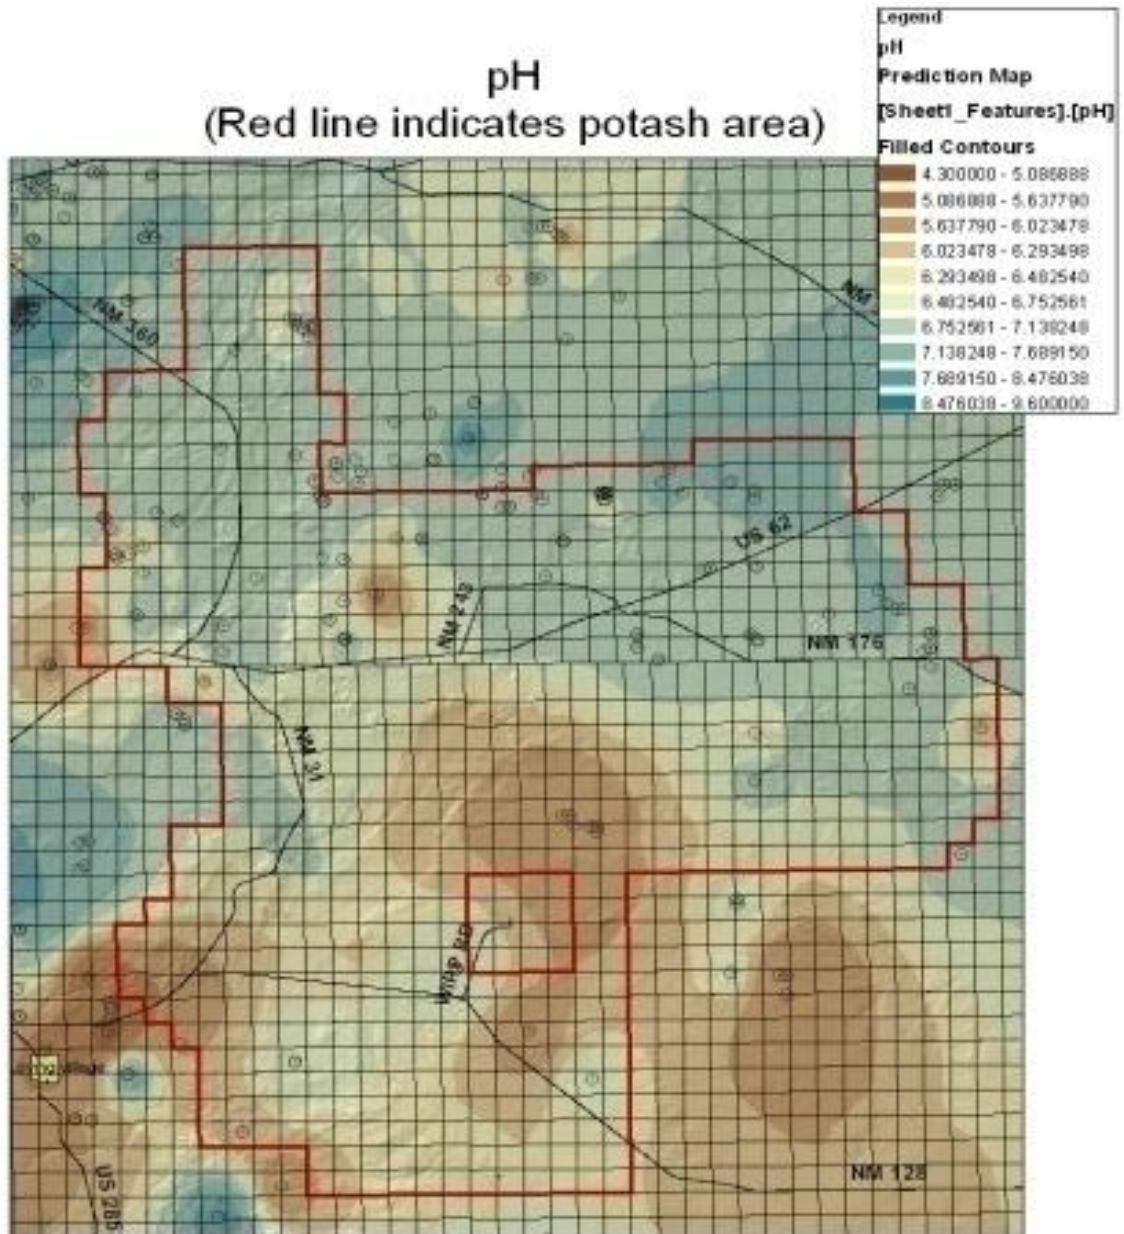 pH
(Red line indicates potash area)
Legend
pH
Prediction Map
[Sheet1_Features].[pH]
Filled Contours
4.300000 - 5.086888
5.086888 - 5.637790
5.637790 - 6.023478
6.023478 - 6.293498
6.293498 - 6.482540
6.482540 - 6.752561
6.752561 - 7.138248
7.138248 - 7.689150
7.689150 - 8.476038
8.476038 - 9.600000
NM 360
NM
US 62
NM 243
NM 176
NM 31
US 285
NM 128